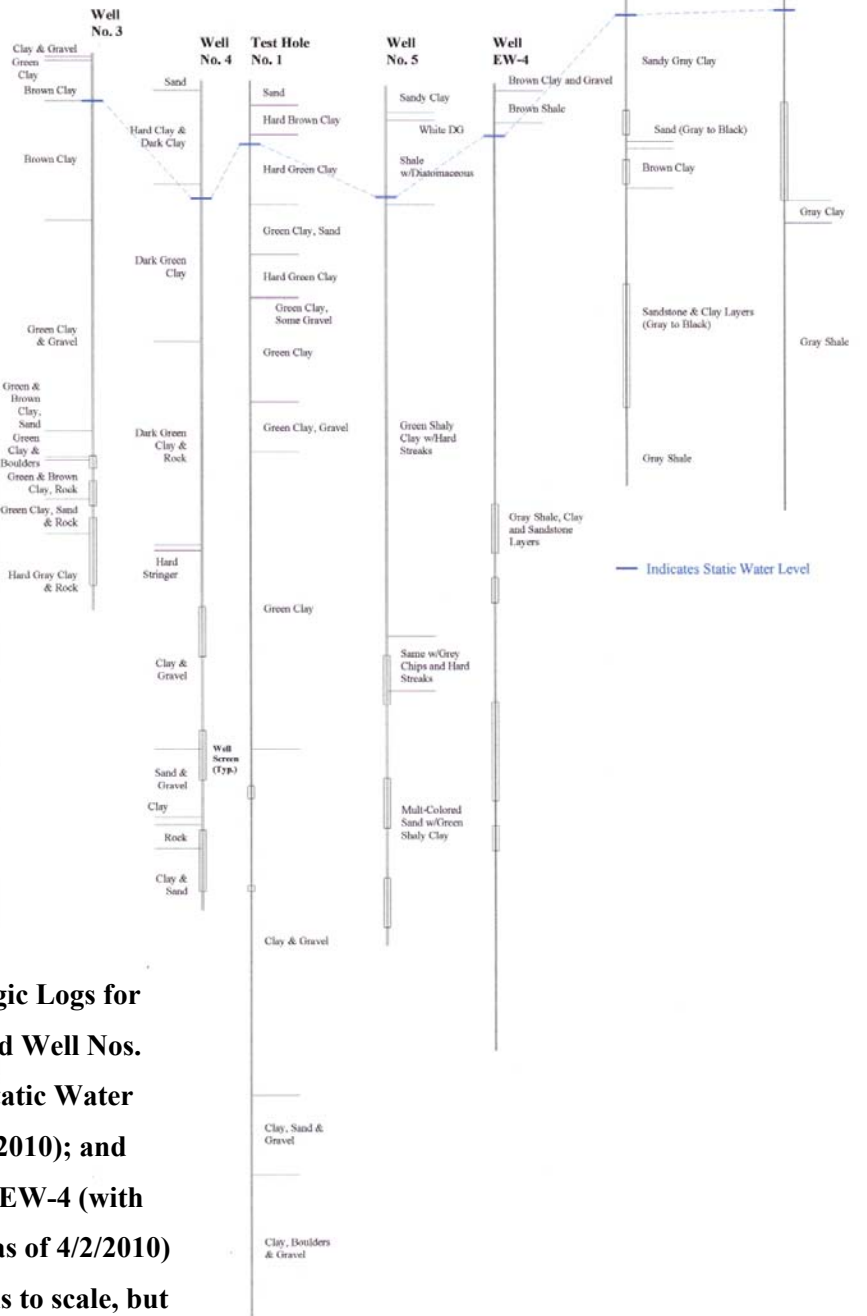 Well
No. 3
Clay & Gravel
Green
Clay
Brown Clay
Brown Clay
Green Clay
& Gravel
Green &
Brown
Clay,
Sand
Green
Clay &
Boulders
Green & Brown
Clay, Rock
Green Clay, Sand
& Rock
Hard Gray Clay
& Rock
Well
No. 4
Sand
Hard Clay &
Dark Clay
Dark Green
Clay
Dark Green
Clay &
Rock
Hard
Stringer
Clay &
Gravel
Well
Screen
(Typ.)
Sand &
Gravel
Clay
Rock
Clay &
Sand
Test Hole
No. 1
Sand
Hard Brown Clay
Hard Green Clay
Green Clay, Sand
Hard Green Clay
Green Clay,
Some Gravel
Green Clay
Green Clay, Gravel
Green Clay
Clay & Gravel
Clay, Sand &
Gravel
Clay, Boulders
& Gravel
Well
No. 5
Sandy Clay
White DG
Shale
w/Diatomaceous
Green Shaly
Clay w/Hard
Streaks
Same w/Grey
Chips and Hard
Streaks
Mult-Colored
Sand w/Green
Shaly Clay
Well
EW-4
Brown Clay and Gravel
Brown Shale
Gray Shale, Clay
and Sandstone
Layers
Sandy Gray Clay
Sand (Gray to Black)
Brown Clay
Sandstone & Clay Layers
(Gray to Black)
Gray Shale
Gray Clay
Gray Shale
Indicates Static Water Level
gic Logs for
d Well Nos.
tatic Water
2010); and
EW-4 (with
as of 4/2/2010)
s to scale, but